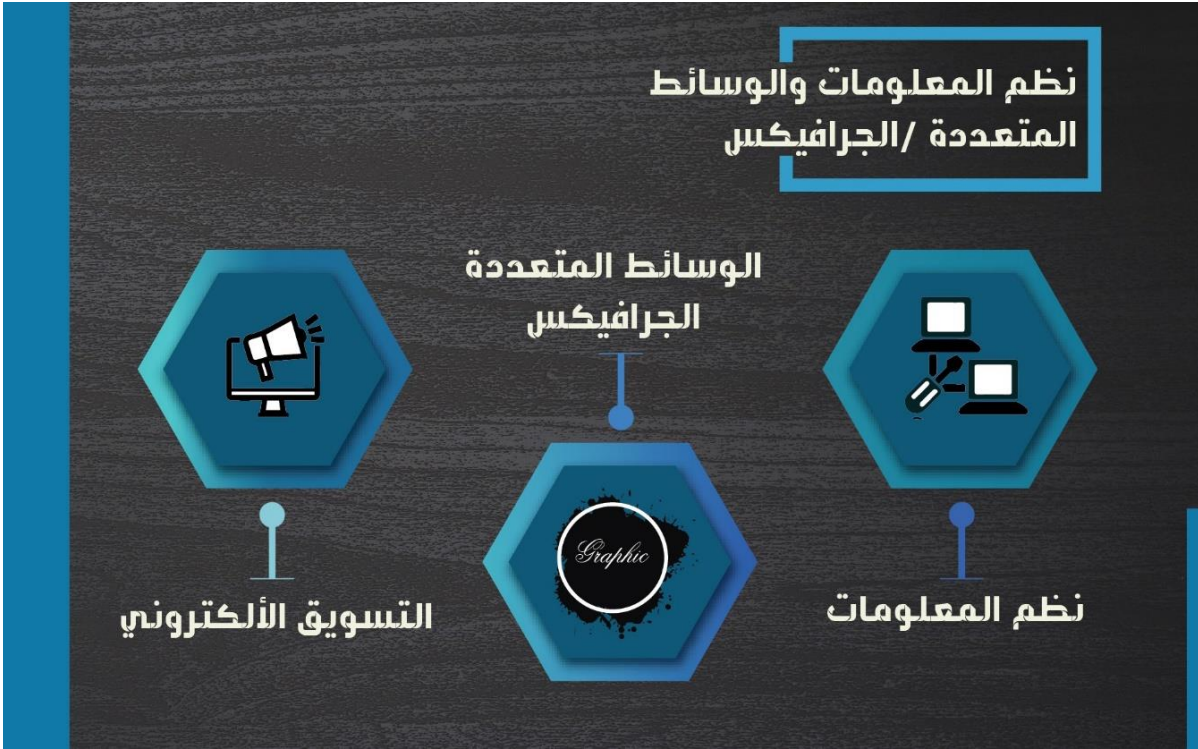 نظم المعلومات والوسائط
المتعددة /الجرافيكس
الوسائط المتعددة
الجرافيكس
Graphic
نظم المعلومات
التسويق الألكتروني